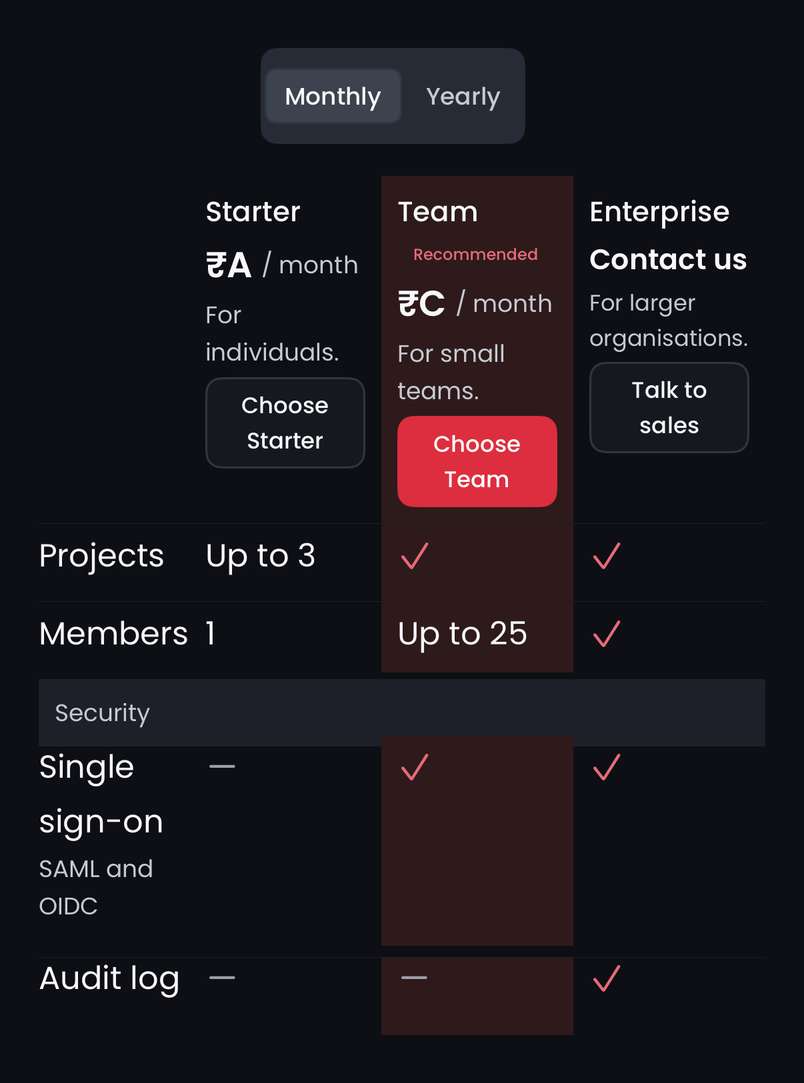 Monthly Yearly
Starter
₹A / month
For
individuals.
Choose
Starter
Team
Recommended
₹C / month
For small
teams.
Choose
Team
Enterprise
Contact us
For larger
organisations.
Talk to
sales
Projects Up to 3 ✓ ✓
Members 1 Up to 25 ✓
Security
Single — ✓ ✓
sign-on
SAML and
OIDC
Audit log — — ✓